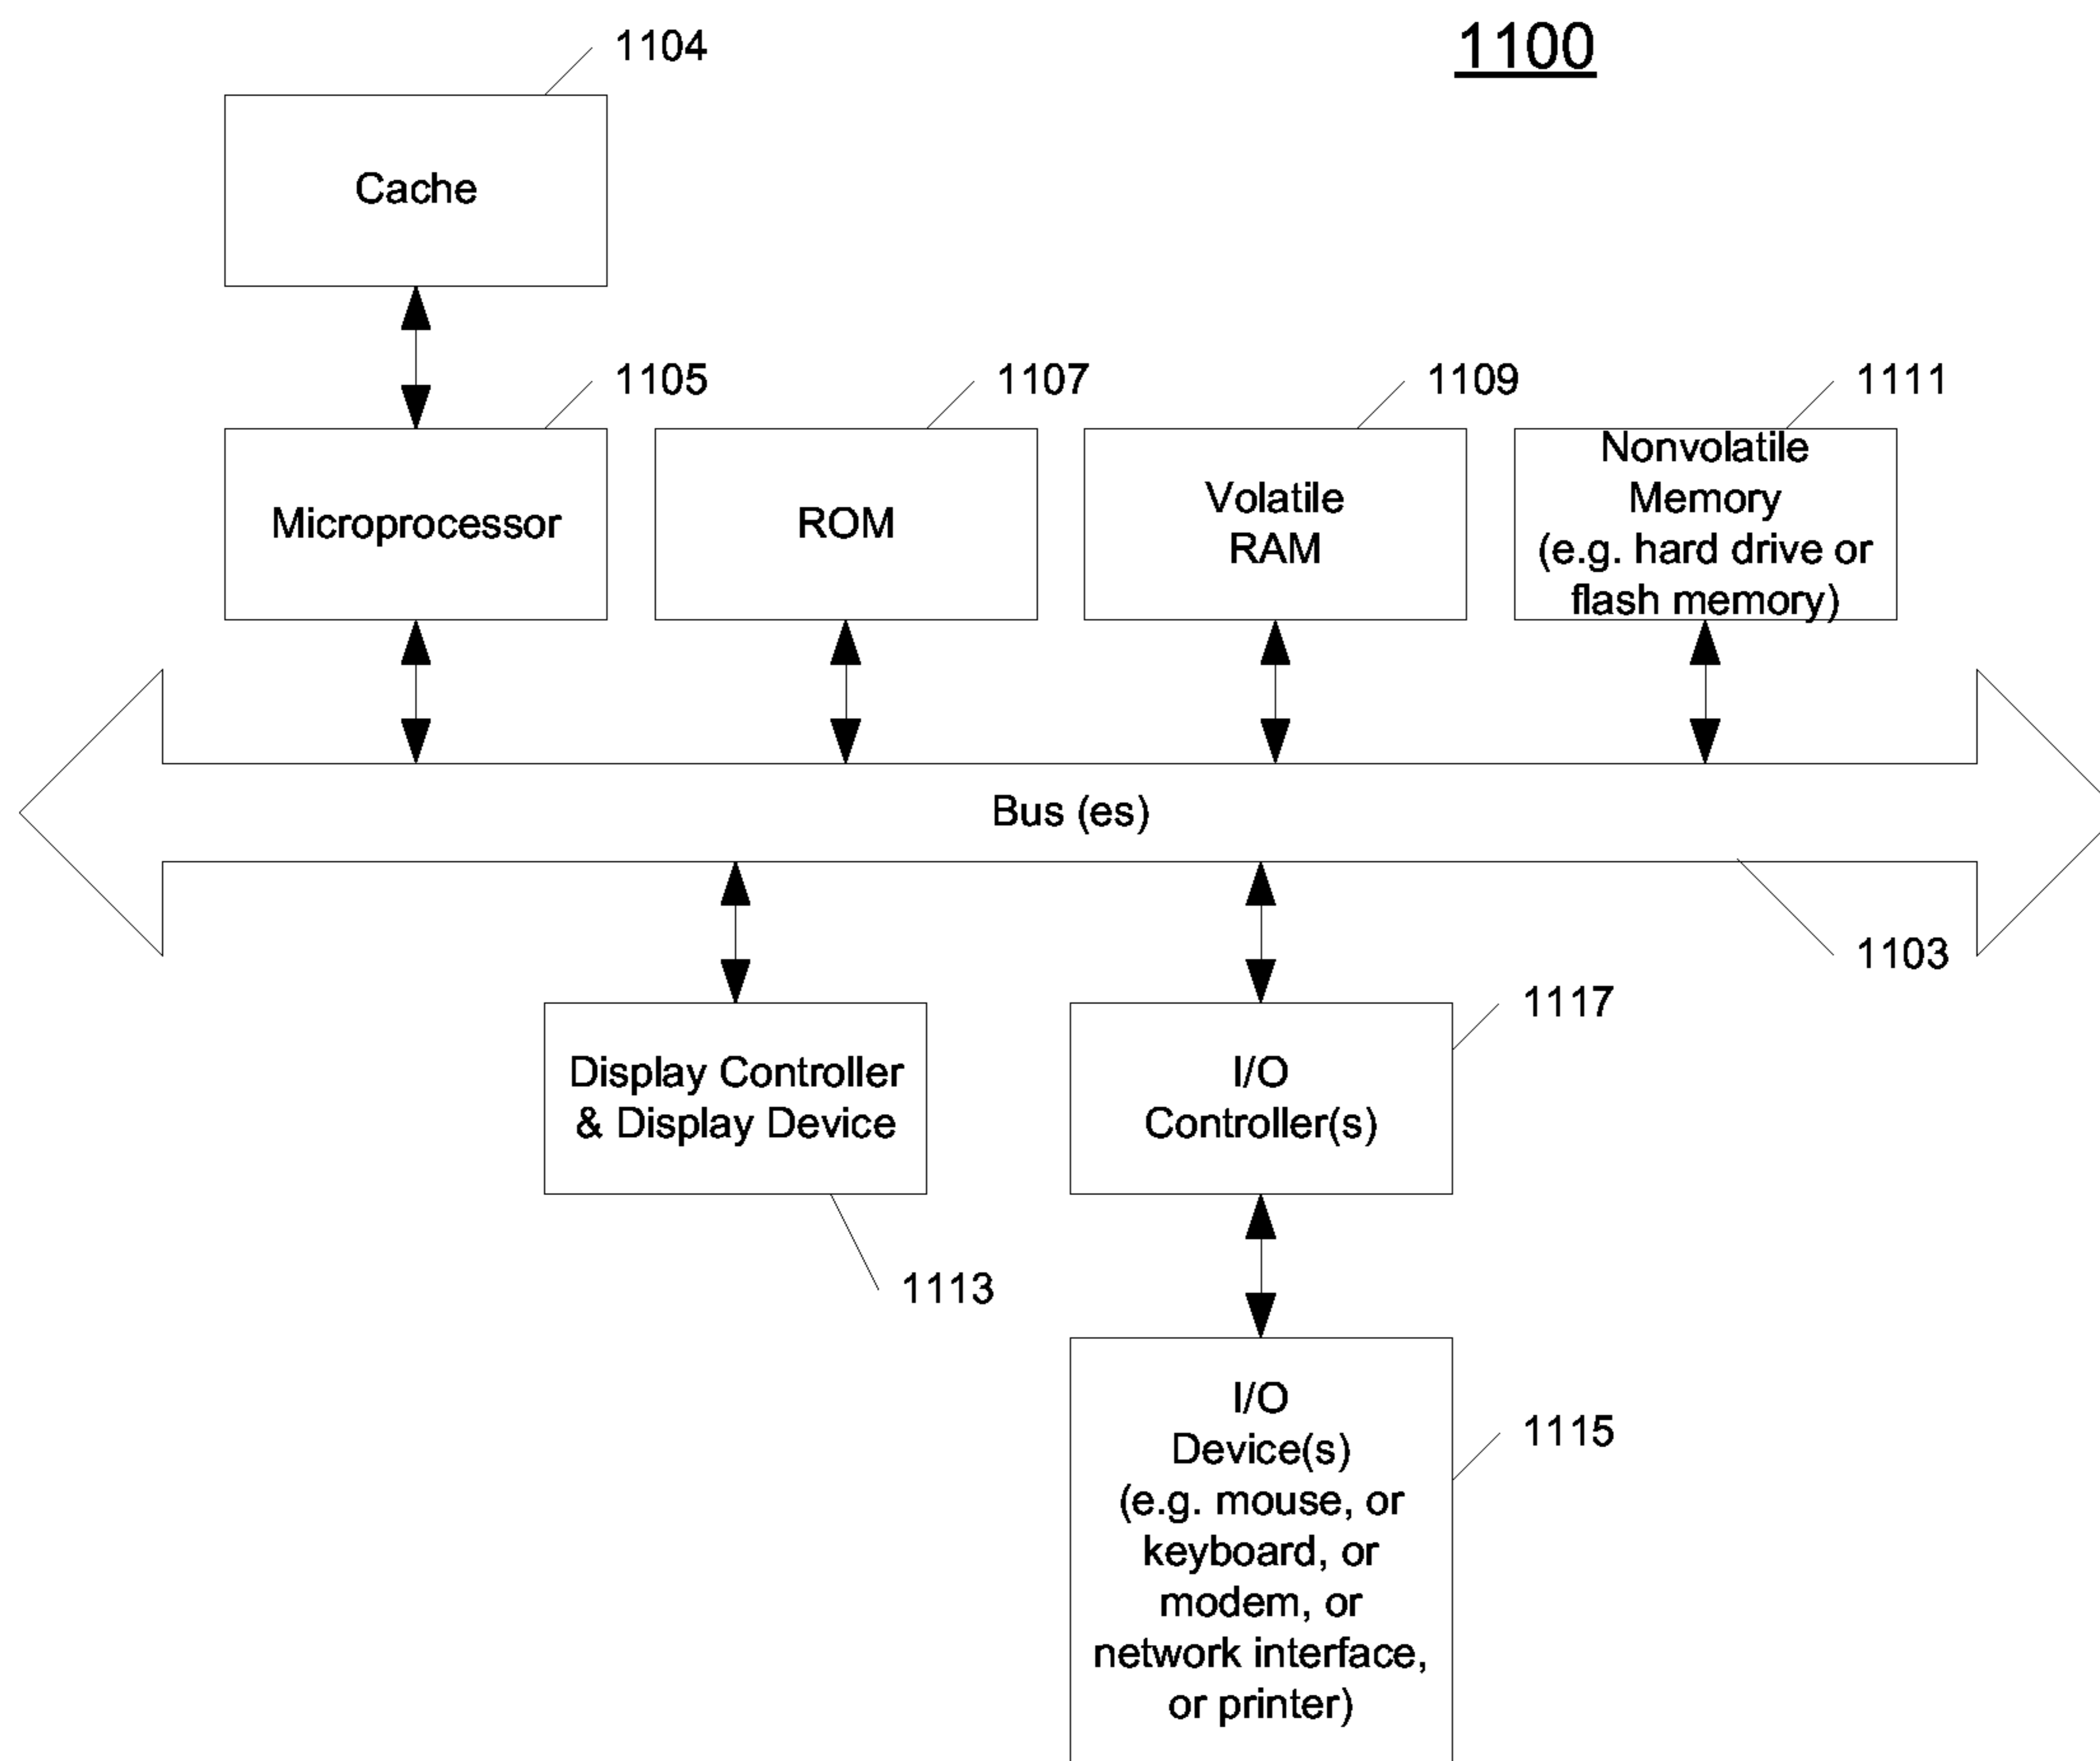 1104
1100
Cache
1105
1107
1109
1111
Microprocessor
ROM
Volatile
RAM
Nonvolatile
Memory
(e.g. hard drive or
flash memory)
Bus (es)
1103
1117
Display Controller
& Display Device
I/O
Controller(s)
1113
I/O
Device(s)
(e.g. mouse, or
keyboard, or
modem, or
network interface,
or printer)
1115